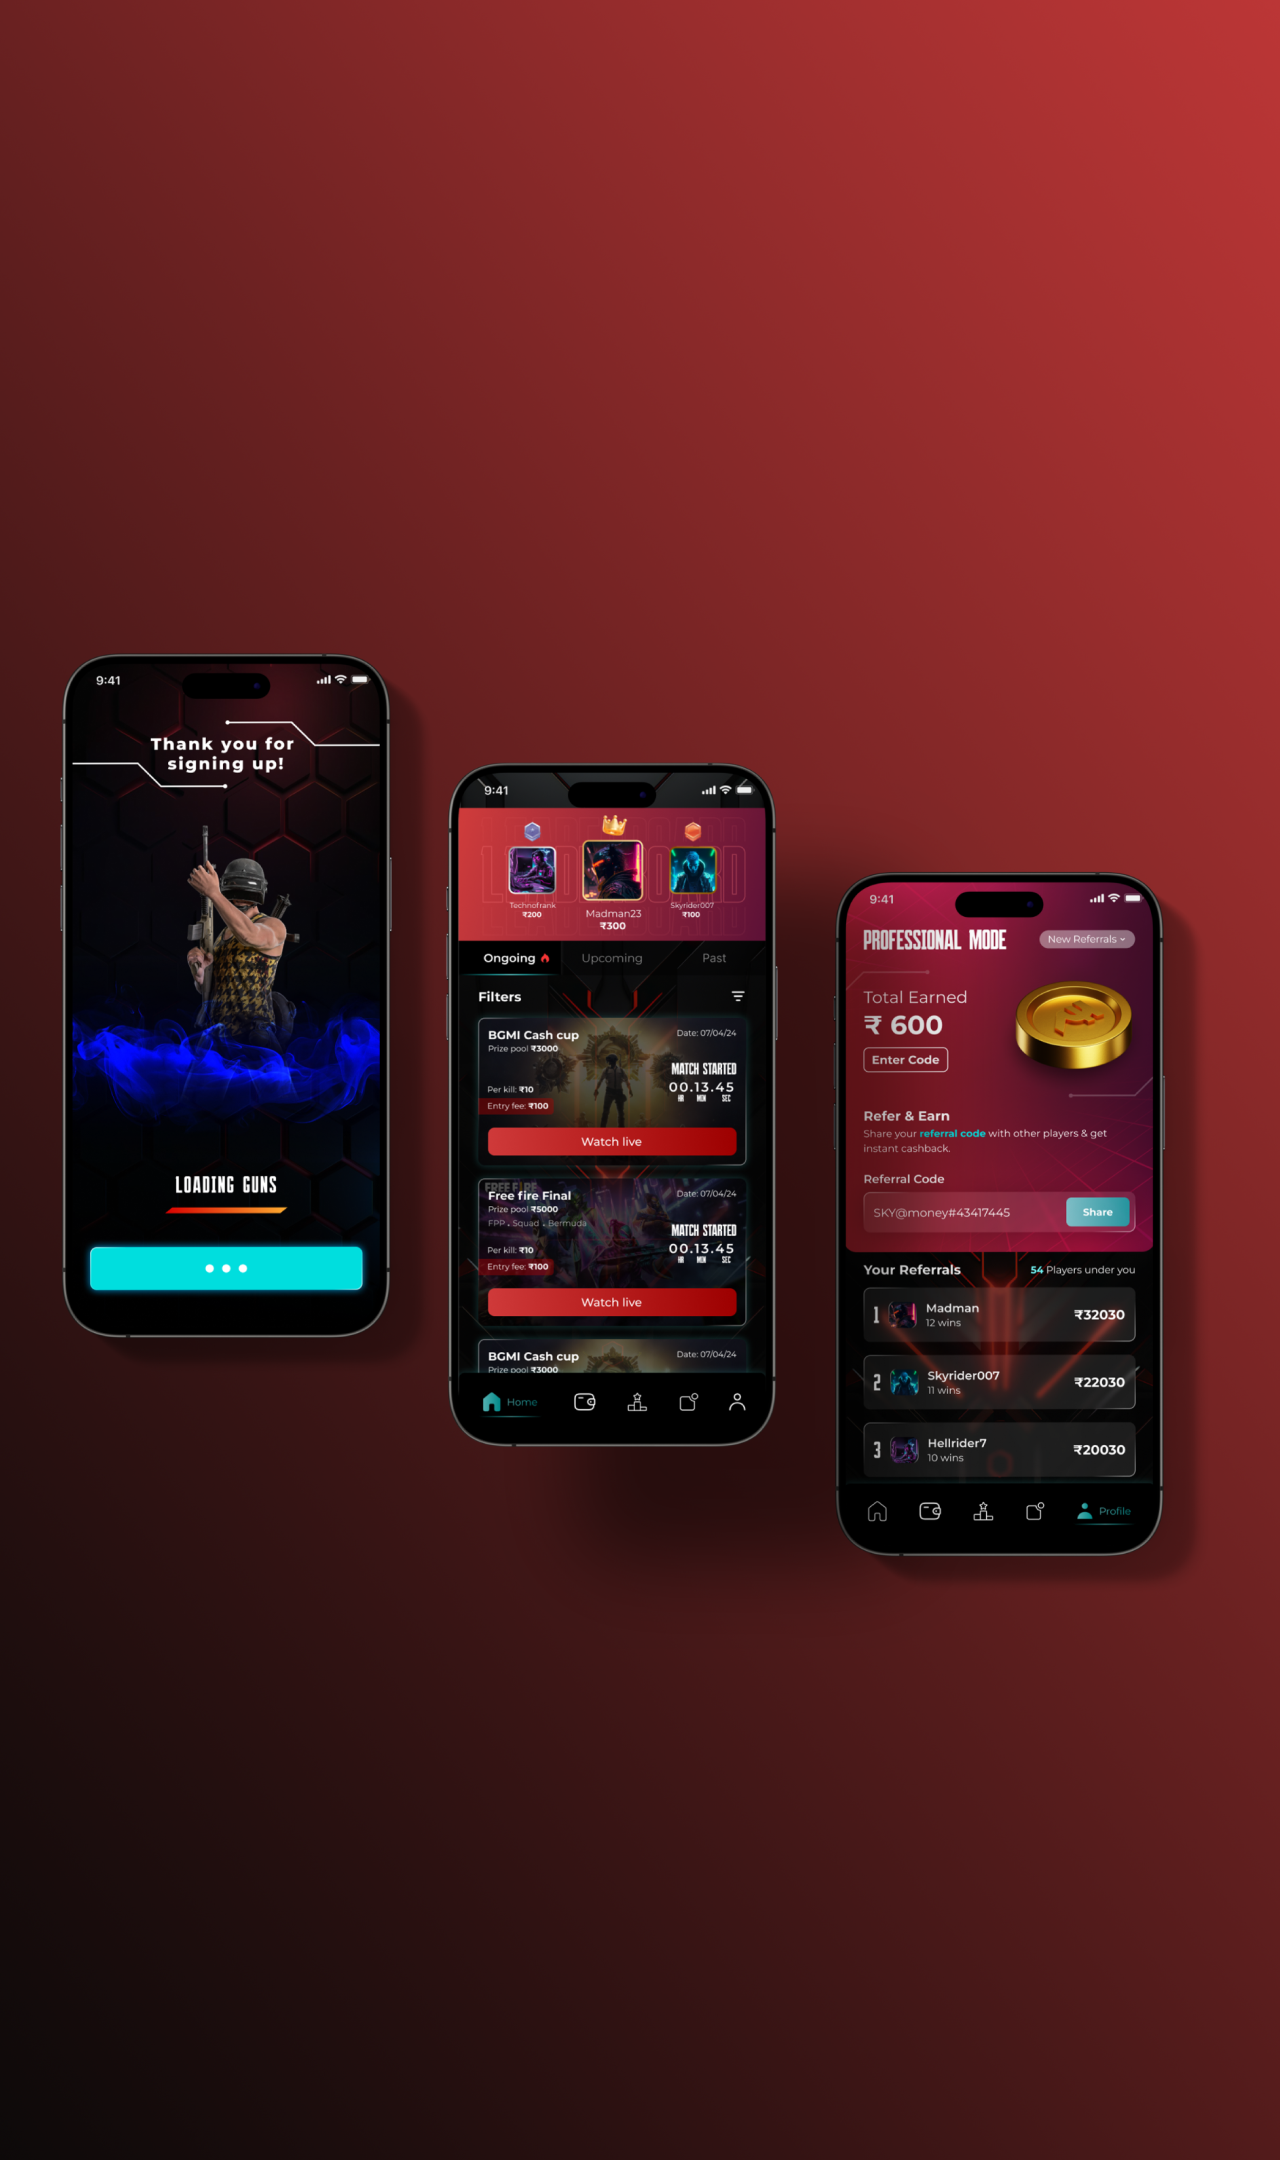 9:41
Thank you for
signing up!
LOADING GUNS
9:41
LEADERBOARD
Technofrank
₹200
Madman23
₹300
Skyrider007
₹100
Ongoing
Upcoming
Past
Filters
BGMI Cash cup
Date: 07/04/24
Prize pool ₹3000
MATCH STARTED
00.13.45
HR MIN SEC
Per kill: ₹10
Entry fee: ₹100
Watch live
FREE FIRE
Free fire Final
Date: 07/04/24
Prize pool ₹5000
FPP . Squad . Bermuda
MATCH STARTED
00.13.45
HR MIN SEC
Per kill: ₹10
Entry fee: ₹100
Watch live
BGMI Cash cup
Date: 07/04/24
Prize pool ₹3000
Home
9:41
PROFESSIONAL MODE
New Referrals
Total Earned
₹ 600
Enter Code
Refer & Earn
Share your referral code with other players & get
instant cashback.
Referral Code
SKY@money#43417445
Share
Your Referrals
54 Players under you
1
Madman
12 wins
₹32030
2
Skyrider007
11 wins
₹22030
3
Hellrider7
10 wins
₹20030
Profile